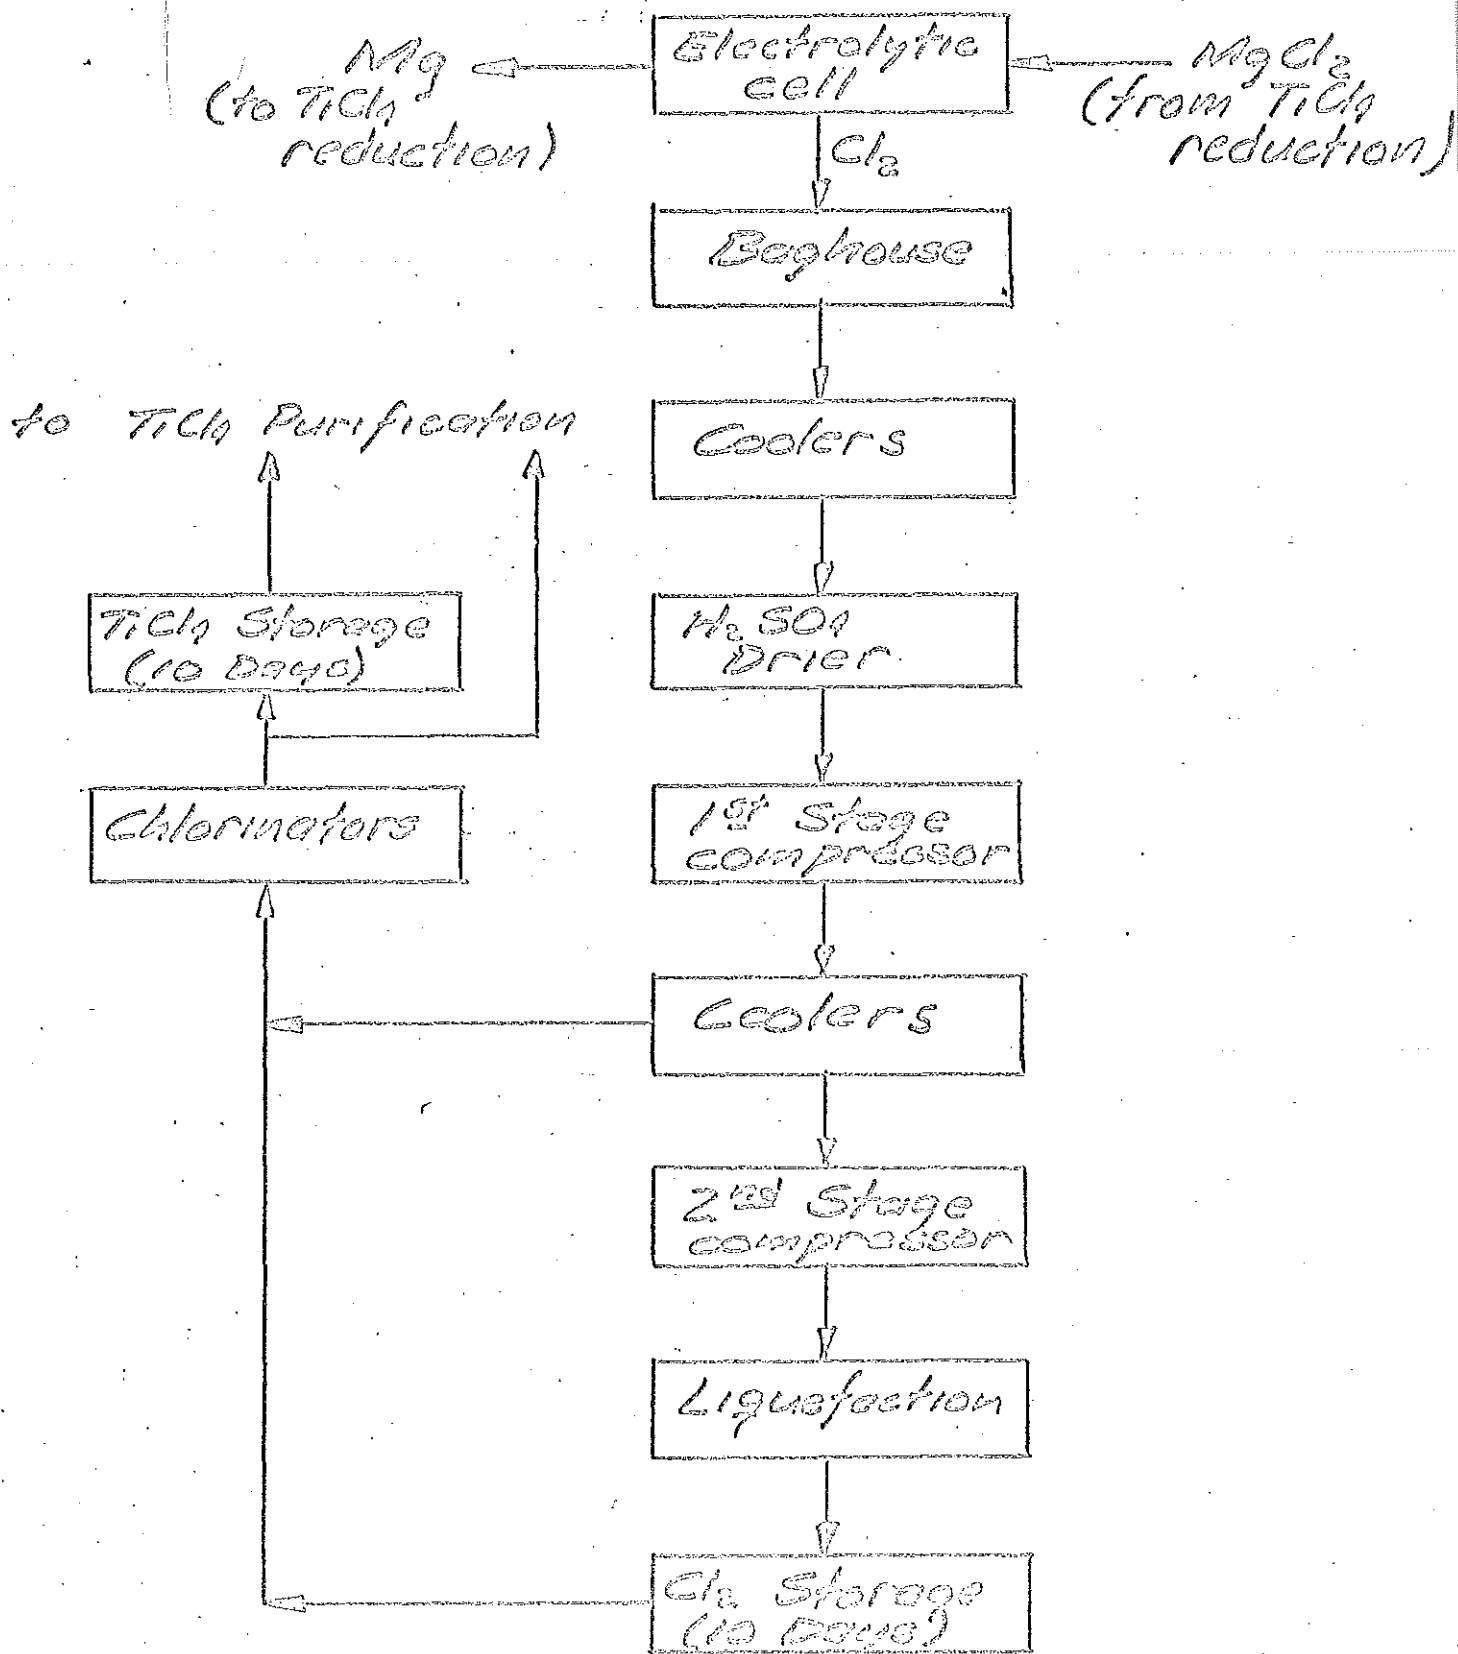 Electrolytic
cell
Mg
(to TiCl4
reduction)
MgCl2
(from TiCl4
reduction)
Cl2
Baghouse
to TiCl4 Purification
Coolers
TiCl4 Storage
(10 Days)
H2SO4
Drier
Chlorinators
1st Stage
compressor
Coolers
2nd Stage
compressor
Liquefaction
Cl2 Storage
(10 Days)